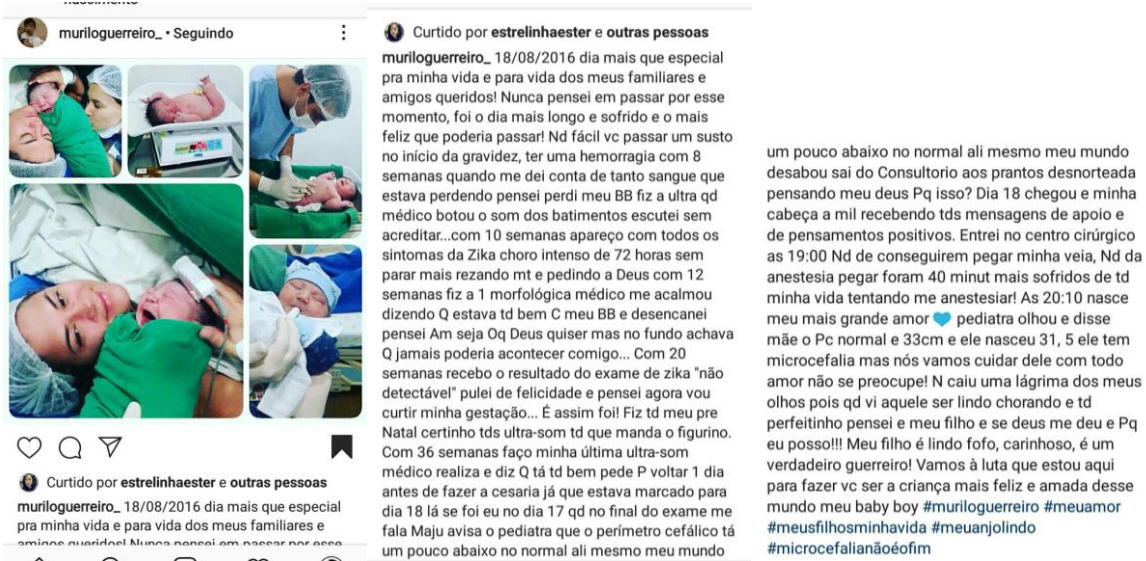 muriloguerreiro_ • Seguindo
Curtido por estrelinhaester e outras pessoas
muriloguerreiro_ 18/08/2016 dia mais que especial
pra minha vida e para vida dos meus familiares e
amigos queridos! Nunca pensei em passar por esse
Curtido por estrelinhaester e outras pessoas
muriloguerreiro_ 18/08/2016 dia mais que especial
pra minha vida e para vida dos meus familiares e
amigos queridos! Nunca pensei em passar por esse
momento, foi o dia mais longo e sofrido e o mais
feliz que poderia passar! Nd fácil vc passar um susto
no início da gravidez, ter uma hemorragia com 8
semanas quando me dei conta de tanto sangue que
estava perdendo pensei perdi meu BB fiz a ultra qd
médico botou o som dos batimentos escutei sem
acreditar...com 10 semanas apareço com todos os
sintomas da Zika choro intenso de 72 horas sem
parar mais rezando mt e pedindo a Deus com 12
semanas fiz a 1 morfológica médico me acalmou
dizendo Q estava td bem C meu BB e desencanei
pensei Am seja Oq Deus quiser mas no fundo achava
Q jamais poderia acontecer comigo... Com 20
semanas recebo o resultado do exame de zika "não
detectável" pulei de felicidade e pensei agora vou
curtir minha gestação... É assim foi! Fiz td meu pre
Natal certinho tds ultra-som td que manda o figurino.
Com 36 semanas faço minha última ultra-som
médico realiza e diz Q tá td bem pede P voltar 1 dia
antes de fazer a cesaria já que estava marcado para
dia 18 lá se foi eu no dia 17 qd no final do exame me
fala Maju avisa o pediatra que o perímetro cefálico tá
um pouco abaixo no normal ali mesmo meu mundo
um pouco abaixo no normal ali mesmo meu mundo
desabou sai do Consultorio aos prantos desnorteada
pensando meu deus Pq isso? Dia 18 chegou e minha
cabeça a mil recebendo tds mensagens de apoio e
de pensamentos positivos. Entrei no centro cirúrgico
as 19:00 Nd de conseguirem pegar minha veia, Nd da
anestesia pegar foram 40 minut mais sofridos de td
minha vida tentando me anestesiar! As 20:10 nasce
meu mais grande amor 💙 pediatra olhou e disse
mãe o Pc normal e 33cm e ele nasceu 31, 5 ele tem
microcefalia mas nós vamos cuidar dele com todo
amor não se preocupe! N caiu uma lágrima dos meus
olhos pois qd vi aquele ser lindo chorando e td
perfeitinho pensei e meu filho e se deus me deu e Pq
eu posso!!! Meu filho é lindo fofo, carinhoso, é um
verdadeiro guerreiro! Vamos à luta que estou aqui
para fazer vc ser a criança mais feliz e amada desse
mundo meu baby boy #muriloguerreiro #meuamor
#meusfilhosminhavida #meuanjolindo
#microcefalianãoéofim